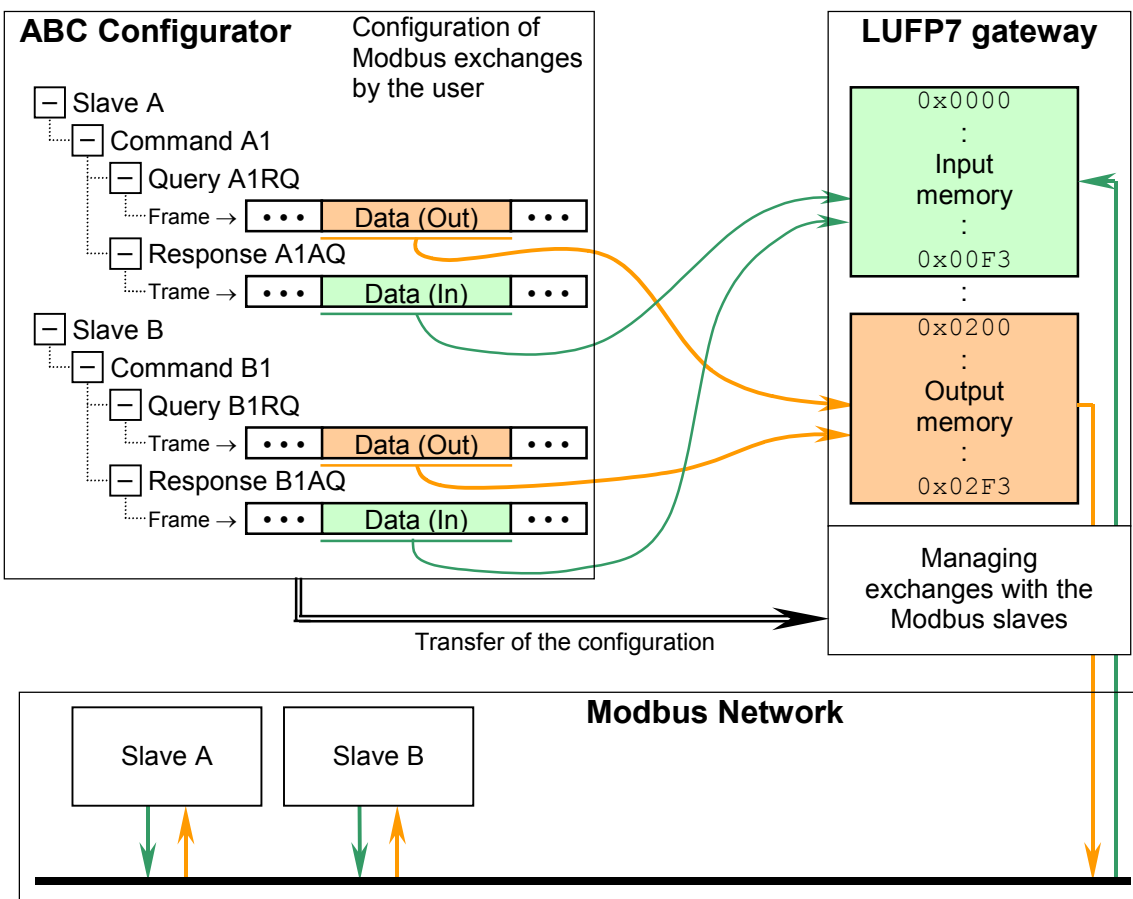 ABC Configurator
Configuration of
Modbus exchanges
by the user
− Slave A
− Command A1
− Query A1RQ
Frame → • • • Data (Out) • • •
− Response A1AQ
Trame → • • • Data (In) • • •
− Slave B
− Command B1
− Query B1RQ
Trame → • • • Data (Out) • • •
− Response B1AQ
Frame → • • • Data (In) • • •
Transfer of the configuration
LUFP7 gateway
0x0000
:
Input
memory
:
0x00F3
:
0x0200
:
Output
memory
:
0x02F3
Managing
exchanges with the
Modbus slaves
Modbus Network
Slave A
Slave B